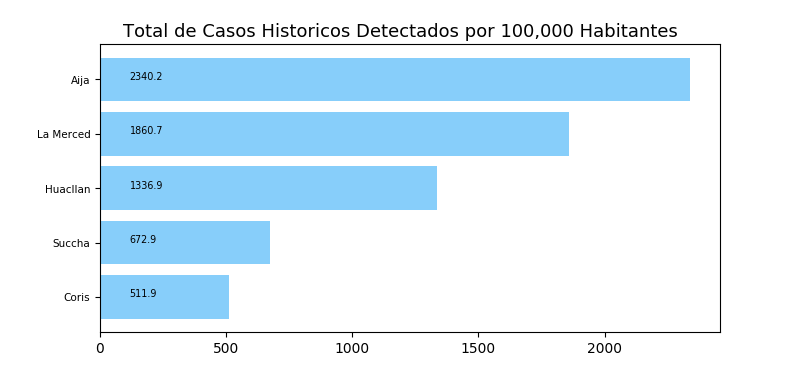 Total de Casos Historicos Detectados por 100,000 Habitantes
Aija 2340.2
La Merced 1860.7
Huacllan 1336.9
Succha 672.9
Coris 511.9
0 500 1000 1500 2000